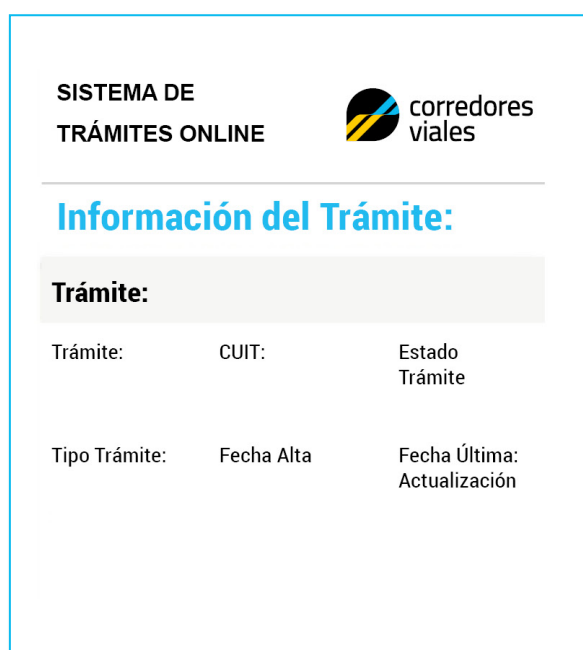 SISTEMA DE
TRÁMITES ONLINE
corredores
viales
Información del Trámite:
Trámite:
Trámite: CUIT: Estado
Trámite
Tipo Trámite: Fecha Alta Fecha Última:
Actualización